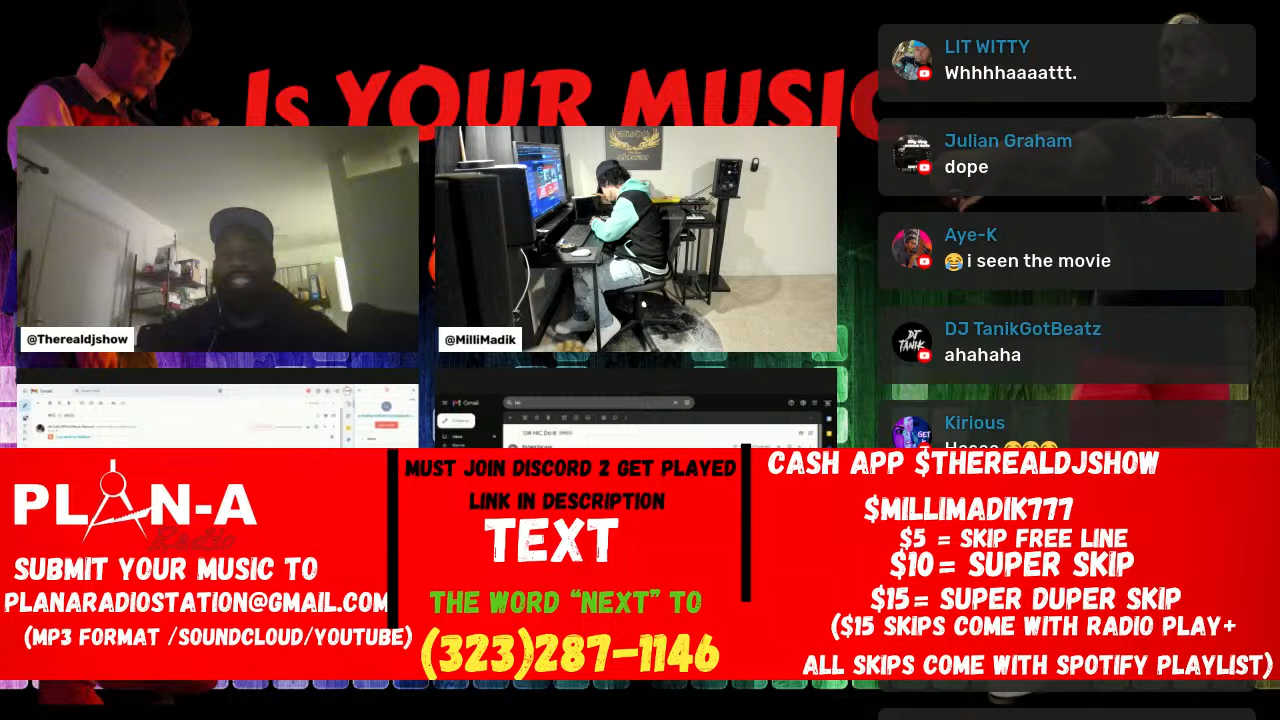 Is YOUR MUSIC
LIT WITTY
Whhhhaaaattt.
Julian Graham
dope
Aye-K
😂 i seen the movie
DJ TanikGotBeatz
ahahaha
Kirious
@Therealdjshow
@MilliMadik
Gmail
Gmail
PLAN-A
Radio
SUBMIT YOUR MUSIC TO
PLANARADIOSTATION@GMAIL.COM
(MP3 FORMAT /SOUNDCLOUD/YOUTUBE)
MUST JOIN DISCORD 2 GET PLAYED
LINK IN DESCRIPTION
TEXT
THE WORD “NEXT” TO
(323)287-1146
CASH APP $THEREALDJSHOW
$MILLIMADIK777
$5 = SKIP FREE LINE
$10 = SUPER SKIP
$15 = SUPER DUPER SKIP
($15 SKIPS COME WITH RADIO PLAY+
ALL SKIPS COME WITH SPOTIFY PLAYLIST)